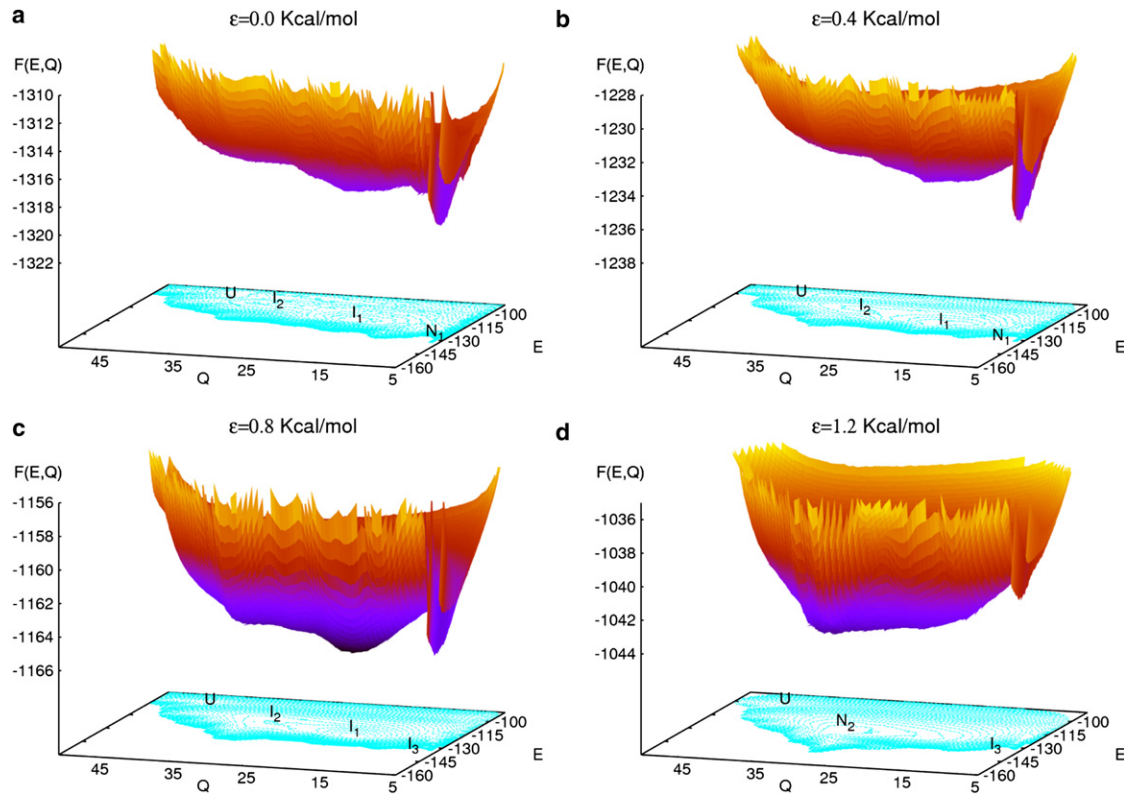 a
ε=0.0 Kcal/mol
F(E,Q)
-1310
-1312
-1314
-1316
-1318
-1320
-1322
U
I2
I1
N1
-100
-115
-130
-145
-160
E
45
35
25
15
5
Q
b
ε=0.4 Kcal/mol
F(E,Q)
-1228
-1230
-1232
-1234
-1236
-1238
U
I2
I1
N1
-100
-115
-130
-145
-160
E
45
35
25
15
5
Q
c
ε=0.8 Kcal/mol
F(E,Q)
-1156
-1158
-1160
-1162
-1164
-1166
U
I2
I1
I3
-100
-115
-130
-145
-160
E
45
35
25
15
5
Q
d
ε=1.2 Kcal/mol
F(E,Q)
-1036
-1038
-1040
-1042
-1044
U
N2
I3
-100
-115
-130
-145
-160
E
45
35
25
15
5
Q